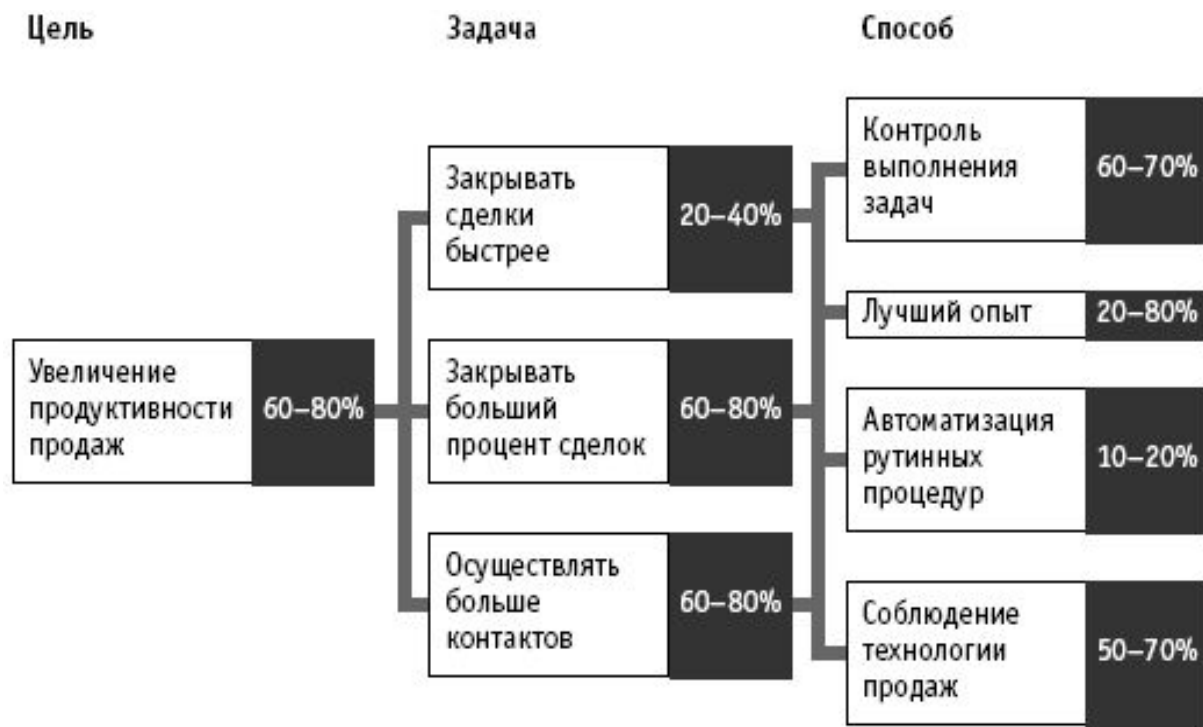 Цель
Задача
Способ
Увеличение
продуктивности
продаж
60–80%
Закрывать
сделки
быстрее
20–40%
Закрывать
больший
процент сделок
60–80%
Осуществлять
больше
контактов
60–80%
Контроль
выполнения
задач
60–70%
Лучший опыт
20–80%
Автоматизация
рутинных
процедур
10–20%
Соблюдение
технологии
продаж
50–70%